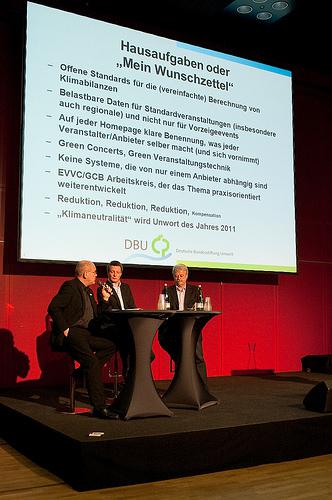 Hausaufgaben oder
„Mein Wunschzettel“
– Offene Standards für die (vereinfachte) Berechnung von
Klimabilanzen
– Belastbare Daten für Standardveranstaltungen (insbesondere
auch regionale) und nicht nur für Vorzeigeevents
– Auf jeder Homepage klare Benennung, was jeder
Veranstalter/Anbieter selber macht (und sich vornimmt)
– Green Concerts, Green Veranstaltungstechnik
– Keine Systeme, die von nur einem Anbieter abhängig sind
– EVVC/GCB Arbeitskreis, der das Thema praxisorientiert
weiterentwickelt
– Reduktion, Reduktion, Reduktion, Kompensation
– „Klimaneutralität“ wird Unwort des Jahres 2011
DBU Deutsche Bundesstiftung Umwelt